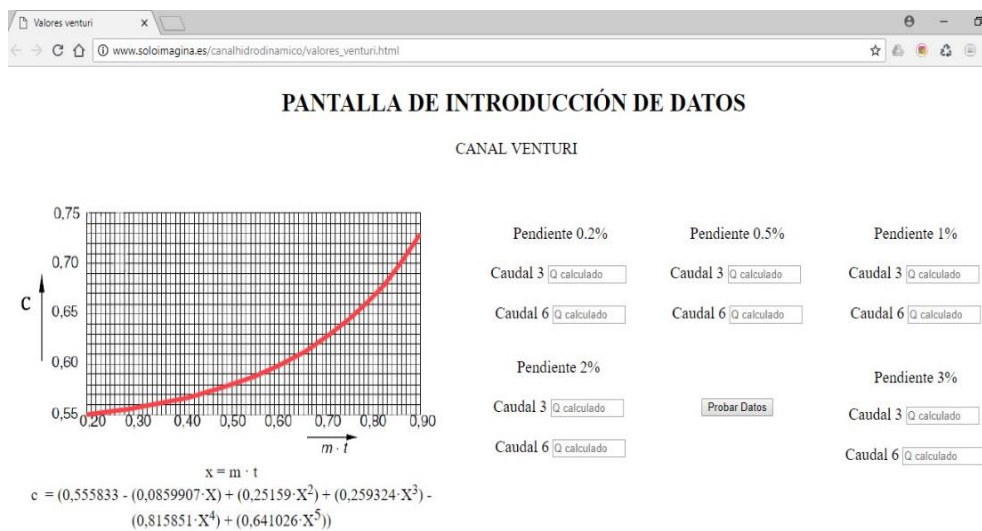 Valores venturi
www.soloimagina.es/canalhidrodinamico/valores_venturi.html
PANTALLA DE INTRODUCCIÓN DE DATOS
CANAL VENTURI
0,75
0,70
0,65
0,60
0,55
c
0,20 0,30 0,40 0,50 0,60 0,70 0,80 0,90
m · t
x = m · t
c = (0,555833 - (0,0859907·X) + (0,25159·X²) + (0,259324·X³) -
(0,815851·X⁴) + (0,641026·X⁵))
Pendiente 0.2%
Caudal 3 Q calculado
Caudal 6 Q calculado
Pendiente 0.5%
Caudal 3 Q calculado
Caudal 6 Q calculado
Pendiente 1%
Caudal 3 Q calculado
Caudal 6 Q calculado
Pendiente 2%
Caudal 3 Q calculado
Caudal 6 Q calculado
Probar Datos
Pendiente 3%
Caudal 3 Q calculado
Caudal 6 Q calculado